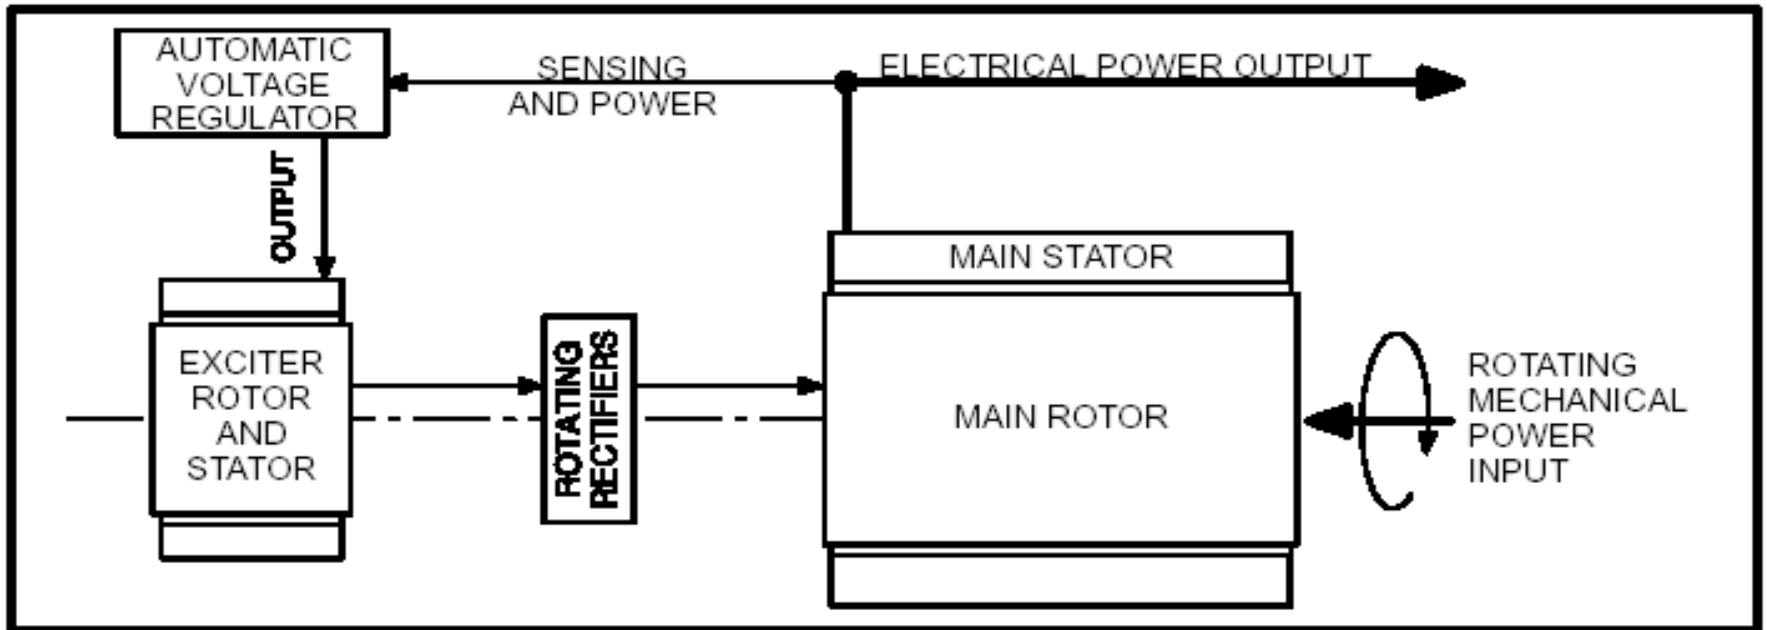 AUTOMATIC
VOLTAGE
REGULATOR
SENSING
AND POWER
ELECTRICAL POWER OUTPUT
OUTPUT
MAIN STATOR
EXCITER
ROTOR
AND
STATOR
ROTATING
RECTIFIERS
MAIN ROTOR
ROTATING
MECHANICAL
POWER
INPUT